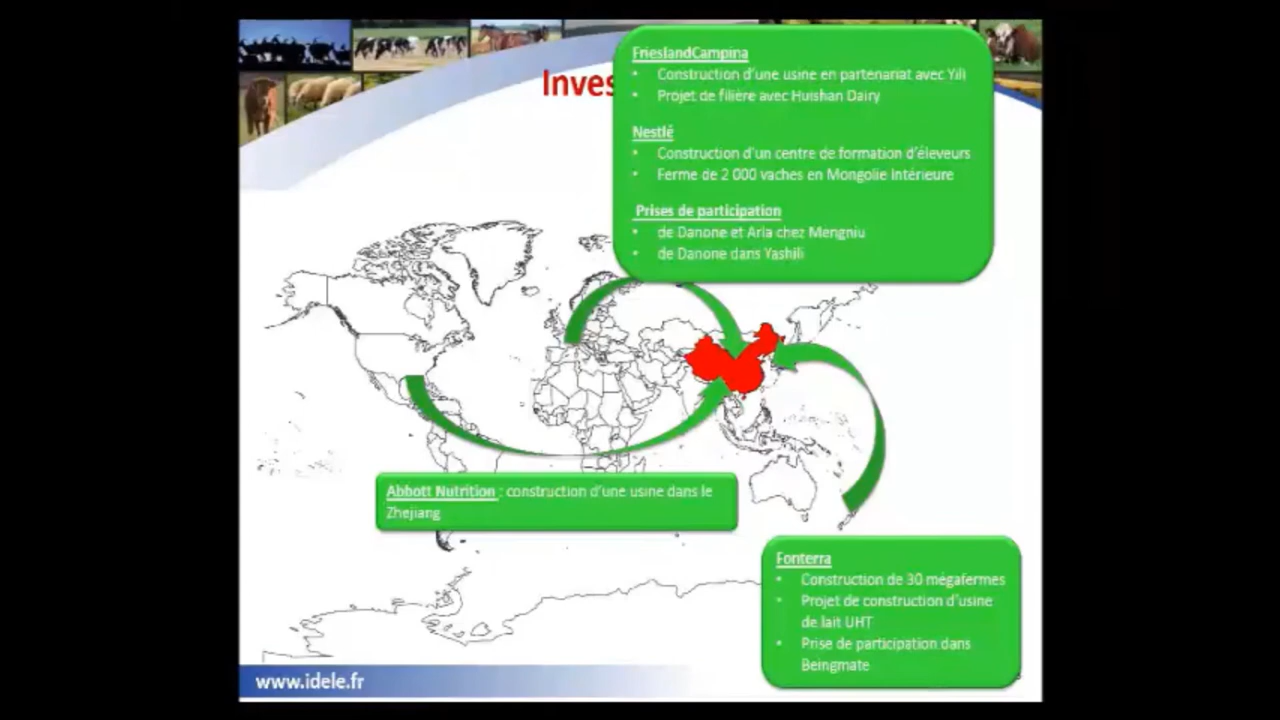 Inves
FrieslandCampina
• Construction d'une usine en partenariat avec Yili
• Projet de filière avec Huishan Dairy
Nestlé
• Construction d'un centre de formation d'éleveurs
• Ferme de 2 000 vaches en Mongolie Intérieure
Prises de participation
• de Danone et Arla chez Mengniu
• de Danone dans Yashili
Abbott Nutrition : construction d'une usine dans le
Zhejiang
Fonterra
• Construction de 30 mégafermes
• Projet de construction d'usine
de lait UHT
• Prise de participation dans
Beingmate
www.idele.fr